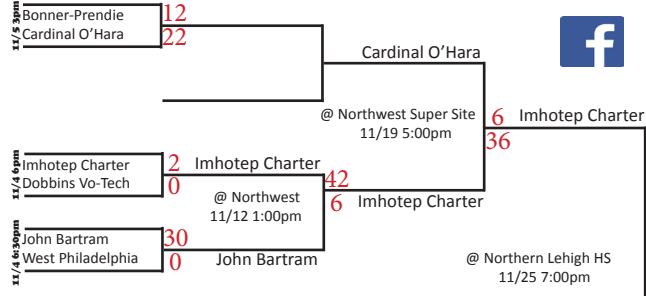 11/5 3pm
Bonner-Prendie 12
Cardinal O’Hara 22
Cardinal O’Hara
f
@ Northwest Super Site
11/19 5:00pm
6 Imhotep Charter
36
11/4 6pm
Imhotep Charter 2
Dobbins Vo-Tech 0
Imhotep Charter
@ Northwest
11/12 1:00pm
42
6
Imhotep Charter
11/4 6:30pm
John Bartram 30
West Philadelphia 0
John Bartram
@ Northern Lehigh HS
11/25 7:00pm